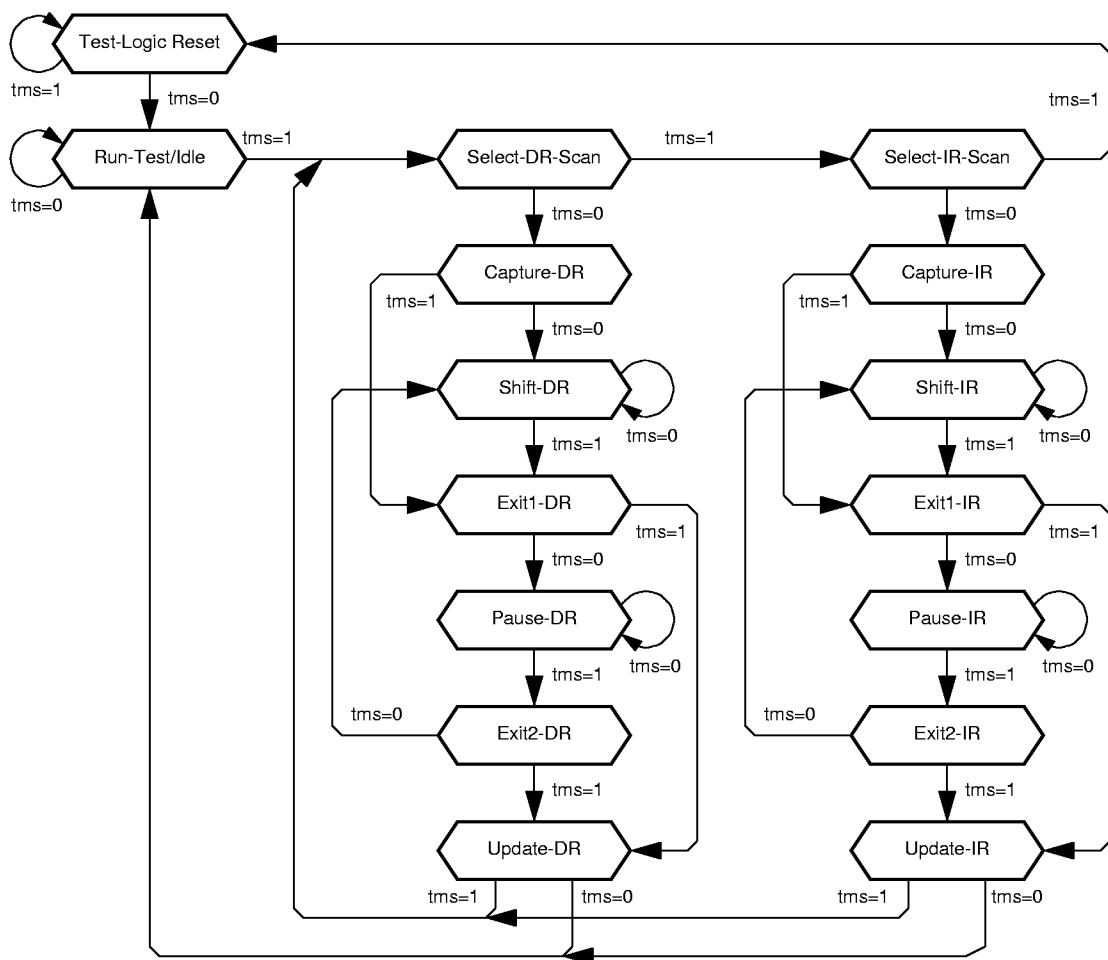 Test-Logic Reset
tms=1
tms=0
tms=1
Run-Test/Idle
tms=1
Select-DR-Scan
tms=1
Select-IR-Scan
tms=0
tms=0
tms=0
Capture-DR
Capture-IR
tms=1
tms=0
tms=1
tms=0
Shift-DR
Shift-IR
tms=1
tms=0
tms=1
tms=0
Exit1-DR
Exit1-IR
tms=0
tms=1
tms=0
tms=1
Pause-DR
Pause-IR
tms=1
tms=0
tms=1
tms=0
tms=0
Exit2-DR
tms=0
Exit2-IR
tms=1
tms=1
Update-DR
Update-IR
tms=1
tms=0
tms=1
tms=0